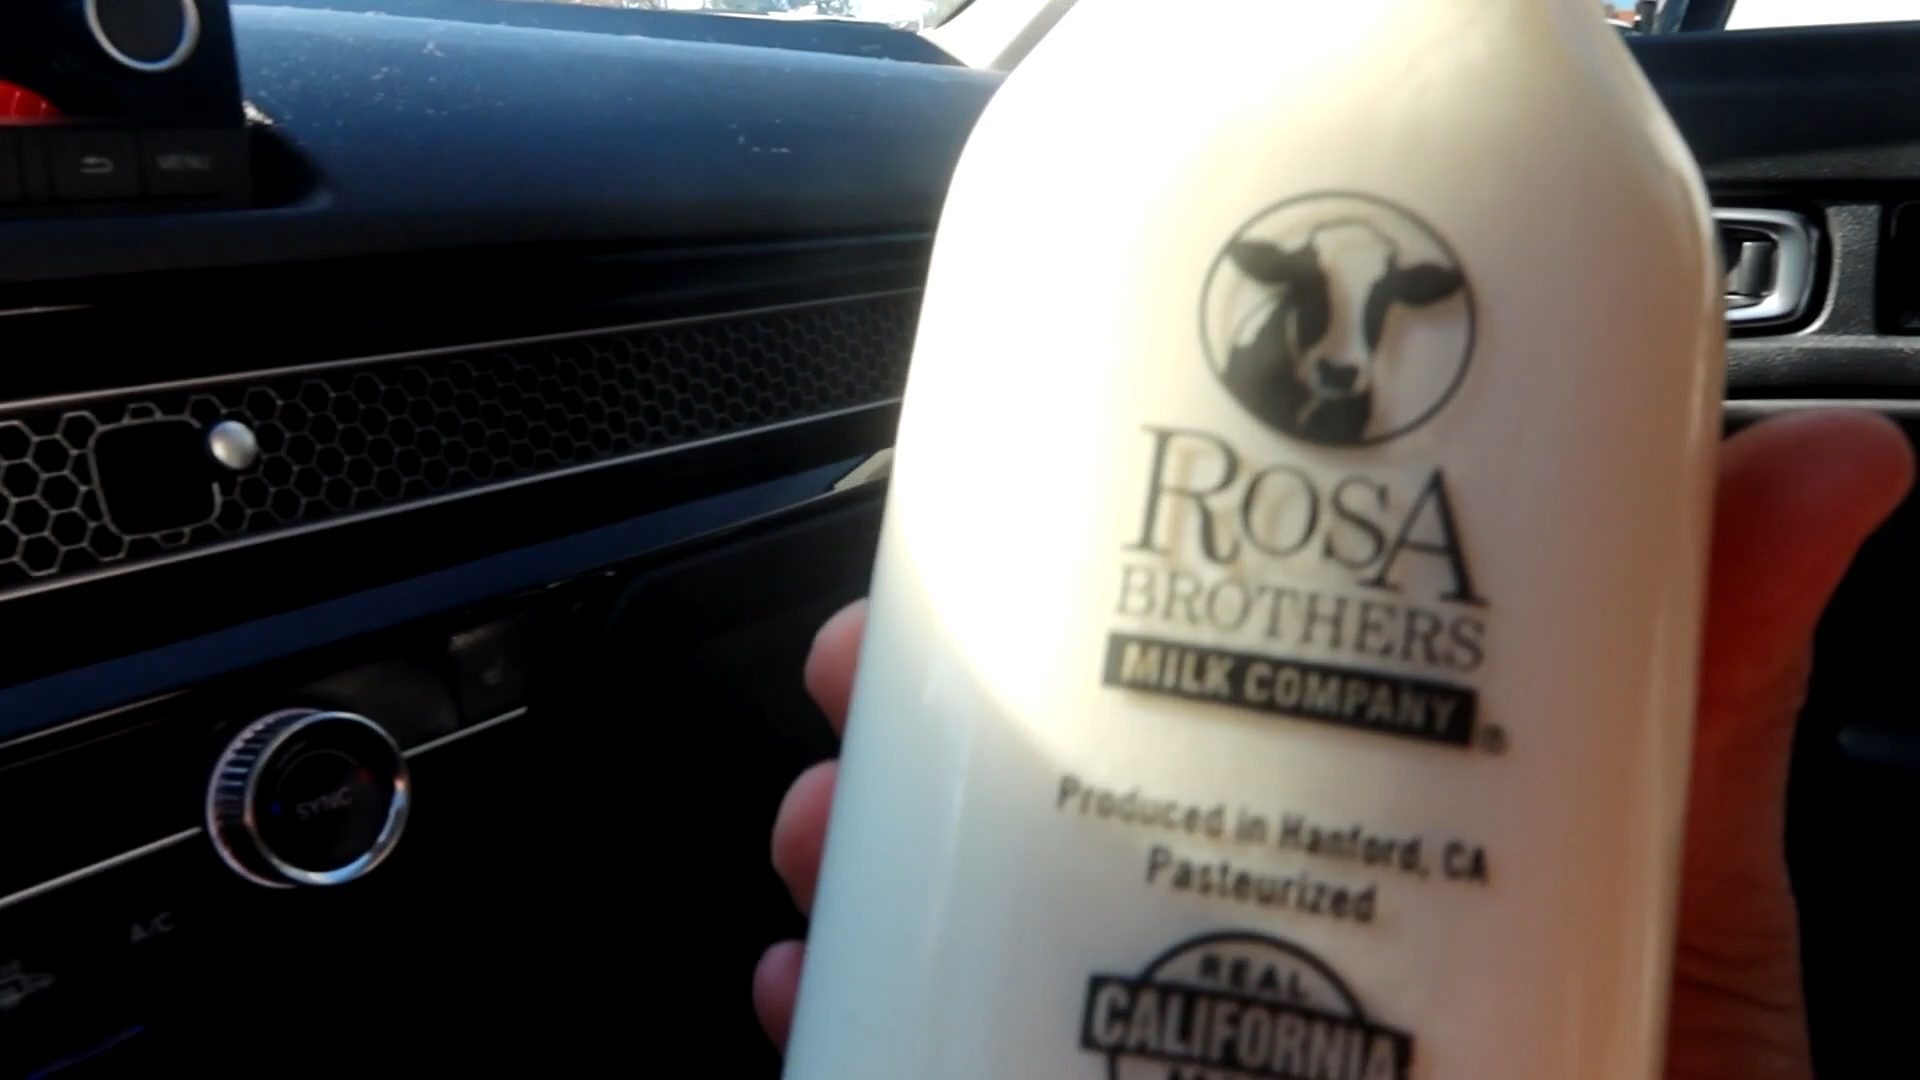 MENU
ROSA
BROTHERS
MILK COMPANY®
Produced in Hanford, CA
Pasteurized
REAL
CALIFORNIA
SYNC
A/C